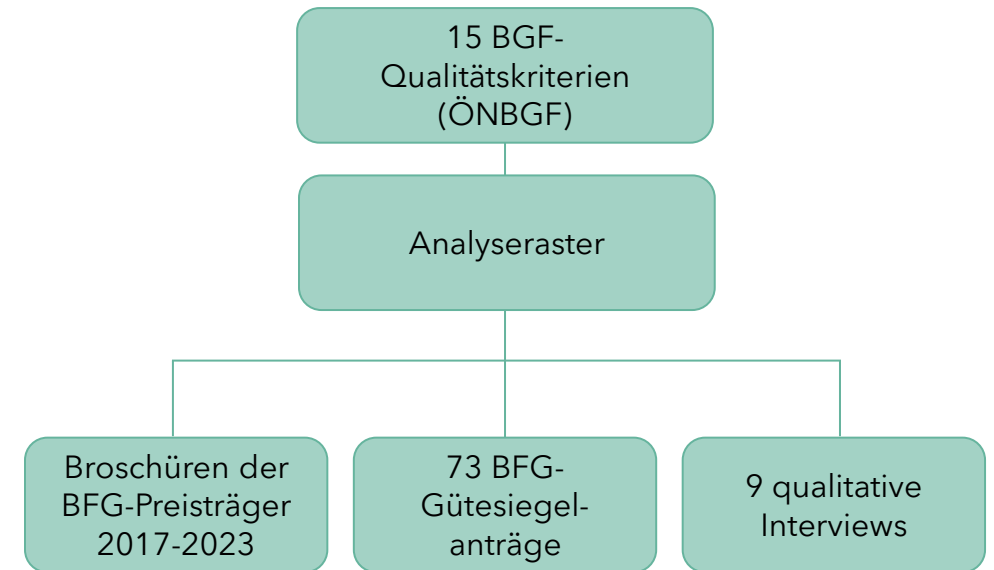 15 BGF-
Qualitätskriterien
(ÖNBGF)
Analyseraster
Broschüren der
BFG-Preisträger
2017-2023
73 BFG-
Gütesiegel-
anträge
9 qualitative
Interviews